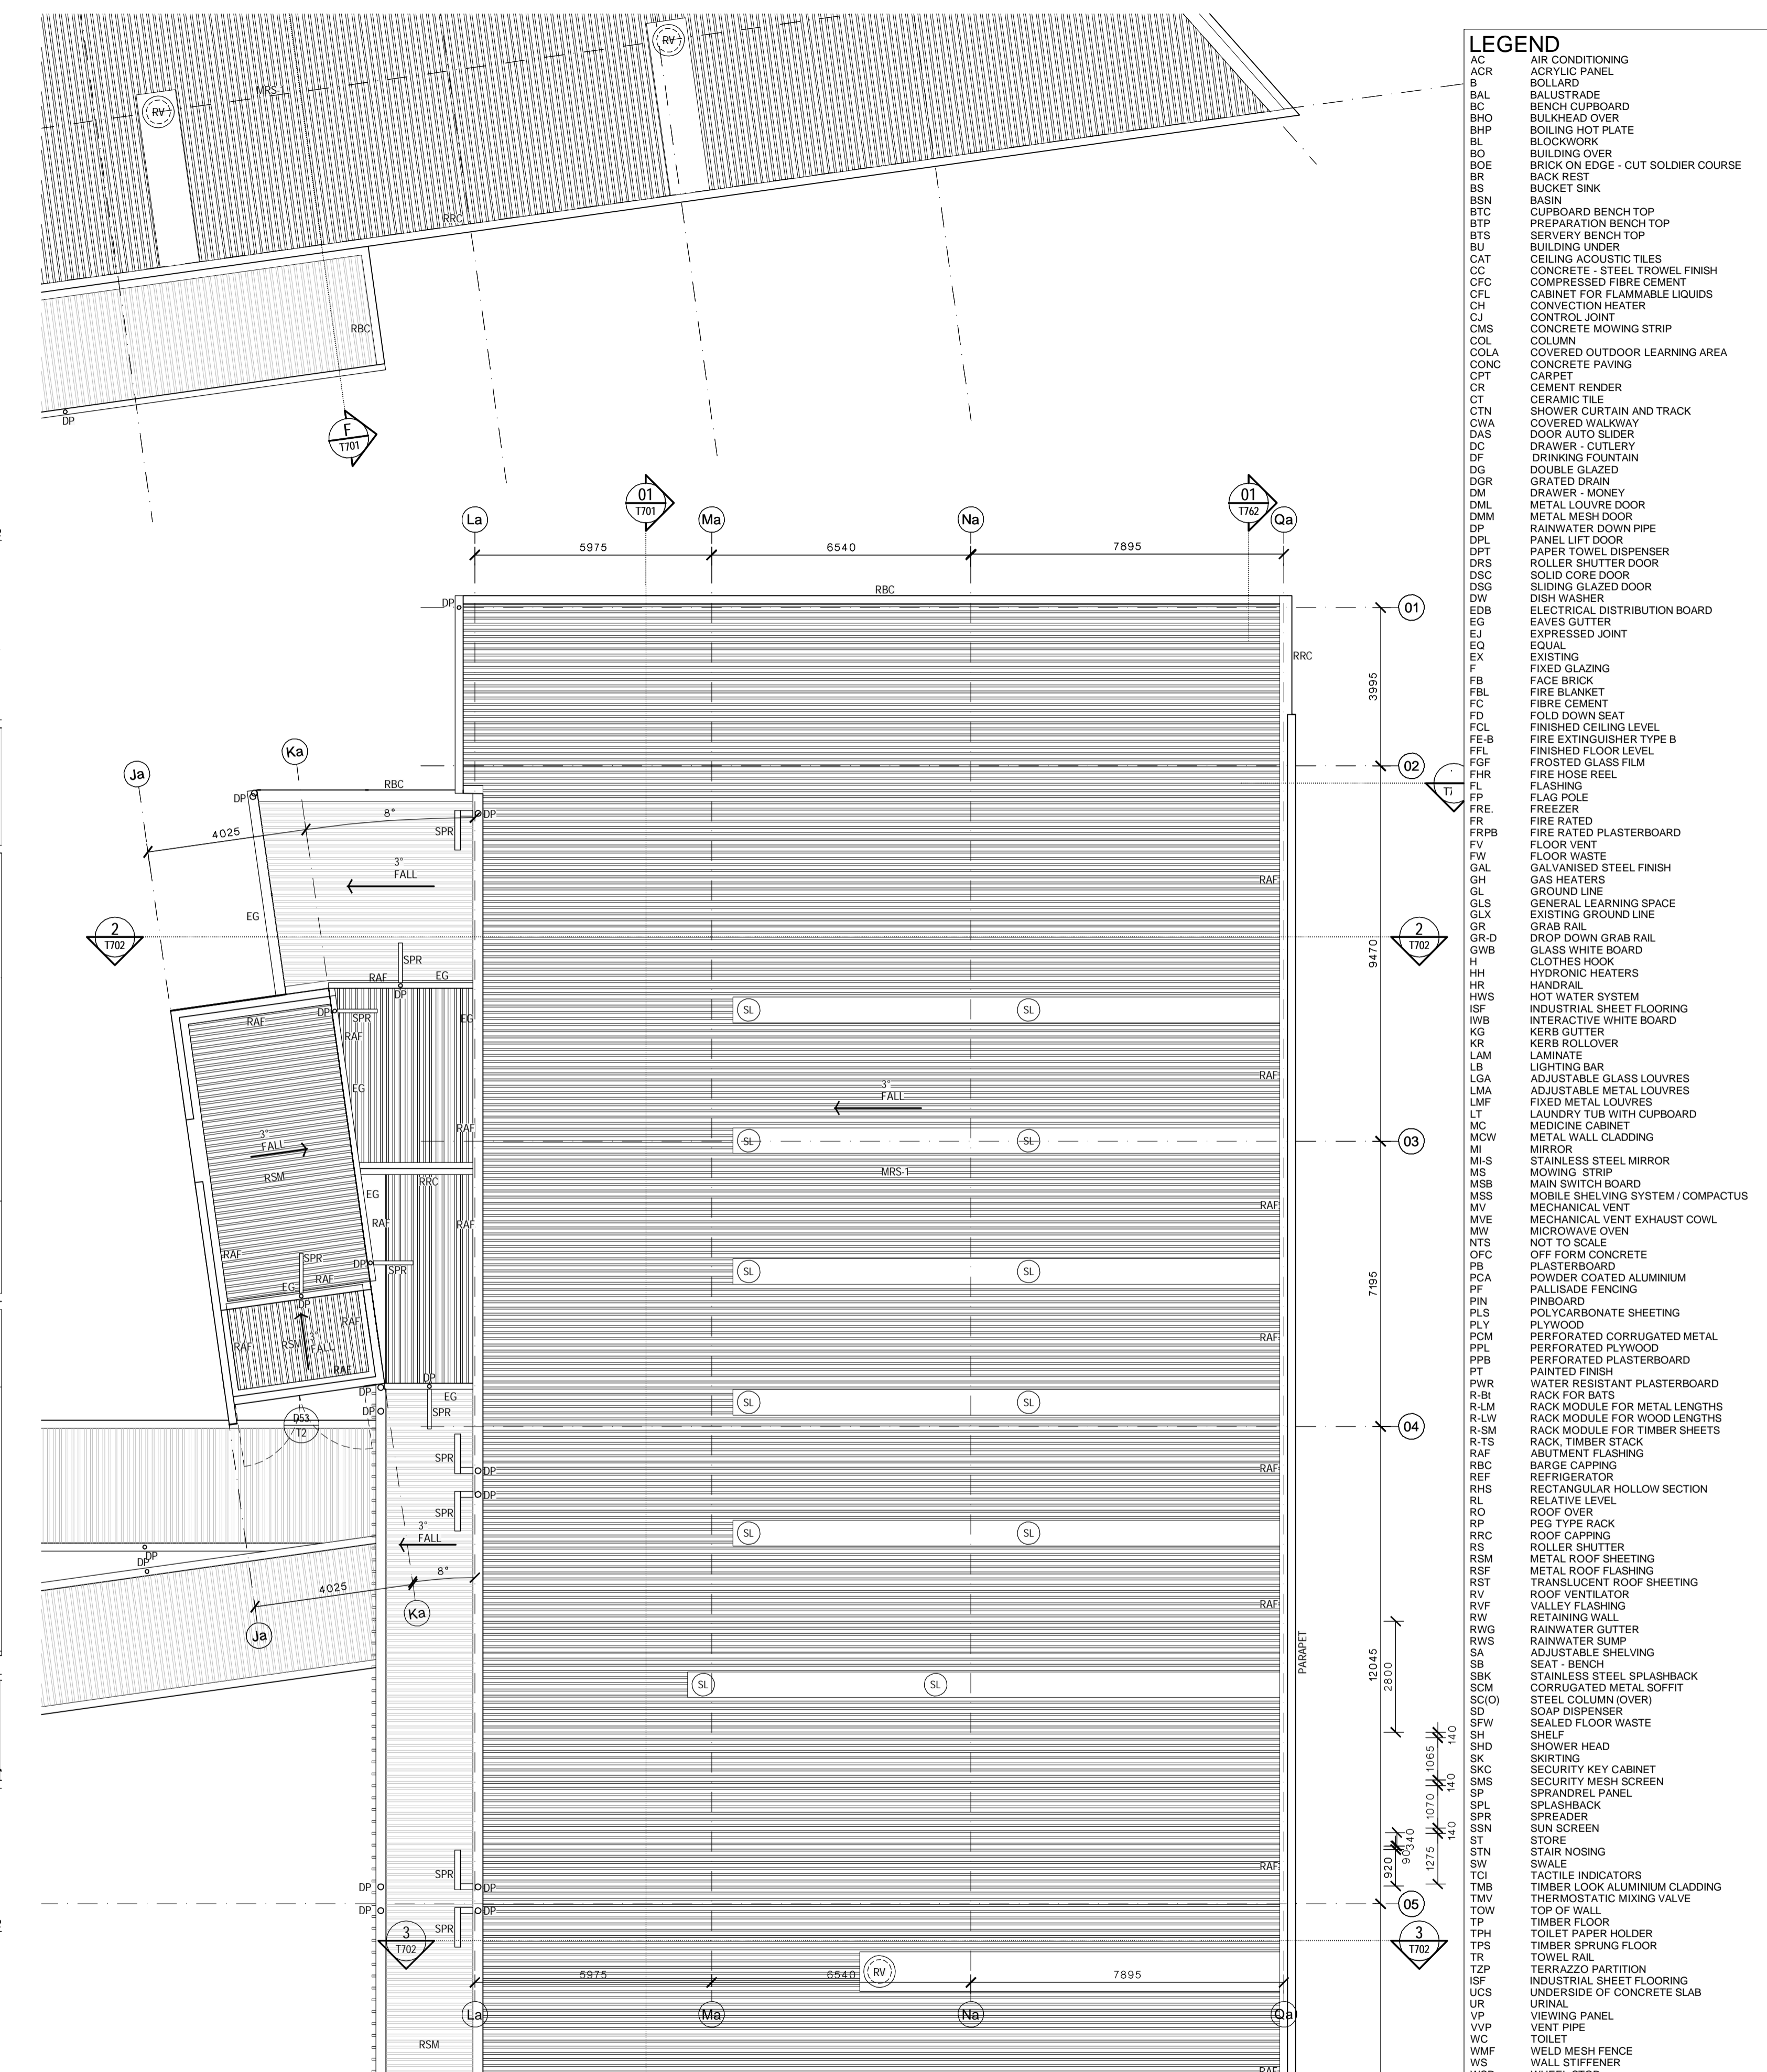 RV
RV
MRS-1
RRC
RBC
DP
F
T701
01
T701
01
T762
La
Ma
Na
Qa
5975
6540
7895
RBC
DP
01
RRC
3995
Ka
02
Ja
RBC
DP
8°
DP
SPR
4025
3°
FALL
RAF
EG
2
T702
2
T702
9470
SPR
RAF
EG
DP
SL
SL
DP
SPR
RAF
EG
RAF
EG
RAF
3°
FALL
RAF
3°
FALL
SL
SL
03
RSM
MRS-1
RRC
EG
RAF
RAF
RAF
RAF
SPR
DP
SPR
SL
SL
7195
EG
RAF
DP
RAF
RAF
RSM
3°
FALL
RAF
RAF
DP
DP
EG
SL
SL
DP
SPR
D53
T2
04
SPR
DP
RAF
DP
SPR
3°
FALL
SL
SL
DP
DP
8°
4025
Ka
Ja
RAF
PARAPET
12045
2800
SL
SL
140
1065
140
1070
140
340
90
920
1275
SPR
RAF
DP
DP
05
DP
DP
SPR
3
T702
3
T702
RV
5975
6540
7895
La
Ma
Na
Qa
RSM
RAF
LEGEND
AC AIR CONDITIONING
ACR ACRYLIC PANEL
B BOLLARD
BAL BALUSTRADE
BC BENCH CUPBOARD
BHO BULKHEAD OVER
BHP BOILING HOT PLATE
BL BLOCKWORK
BO BUILDING OVER
BOE BRICK ON EDGE - CUT SOLDIER COURSE
BR BACK REST
BS BUCKET SINK
BSN BASIN
BTC CUPBOARD BENCH TOP
BTP PREPARATION BENCH TOP
BTS SERVERY BENCH TOP
BU BUILDING UNDER
CAT CEILING ACOUSTIC TILES
CC CONCRETE - STEEL TROWEL FINISH
CFC COMPRESSED FIBRE CEMENT
CFL CABINET FOR FLAMMABLE LIQUIDS
CH CONVECTION HEATER
CJ CONTROL JOINT
CMS CONCRETE MOWING STRIP
COL COLUMN
COLA COVERED OUTDOOR LEARNING AREA
CONC CONCRETE PAVING
CPT CARPET
CR CEMENT RENDER
CT CERAMIC TILE
CTN SHOWER CURTAIN AND TRACK
CWA COVERED WALKWAY
DAS DOOR AUTO SLIDER
DC DRAWER - CUTLERY
DF DRINKING FOUNTAIN
DG DOUBLE GLAZED
DGR GRATED DRAIN
DM DRAWER - MONEY
DML METAL LOUVRE DOOR
DMM METAL MESH DOOR
DP RAINWATER DOWN PIPE
DPL PANEL LIFT DOOR
DPT PAPER TOWEL DISPENSER
DRS ROLLER SHUTTER DOOR
DSC SOLID CORE DOOR
DSG SLIDING GLAZED DOOR
DW DISH WASHER
EDB ELECTRICAL DISTRIBUTION BOARD
EG EAVES GUTTER
EJ EXPRESSED JOINT
EQ EQUAL
EX EXISTING
F FIXED GLAZING
FB FACE BRICK
FBL FIRE BLANKET
FC FIBRE CEMENT
FD FOLD DOWN SEAT
FCL FINISHED CEILING LEVEL
FE-B FIRE EXTINGUISHER TYPE B
FFL FINISHED FLOOR LEVEL
FGF FROSTED GLASS FILM
FHR FIRE HOSE REEL
FL FLASHING
FP FLAG POLE
FRE. FREEZER
FR FIRE RATED
FRPB FIRE RATED PLASTERBOARD
FV FLOOR VENT
FW FLOOR WASTE
GAL GALVANISED STEEL FINISH
GH GAS HEATERS
GL GROUND LINE
GLS GENERAL LEARNING SPACE
GLX EXISTING GROUND LINE
GR GRAB RAIL
GR-D DROP DOWN GRAB RAIL
GWB GLASS WHITE BOARD
H CLOTHES HOOK
HH HYDRONIC HEATERS
HR HANDRAIL
HWS HOT WATER SYSTEM
ISF INDUSTRIAL SHEET FLOORING
IWB INTERACTIVE WHITE BOARD
KG KERB GUTTER
KR KERB ROLLOVER
LAM LAMINATE
LB LIGHTING BAR
LGA ADJUSTABLE GLASS LOUVRES
LMA ADJUSTABLE METAL LOUVRES
LMF FIXED METAL LOUVRES
LT LAUNDRY TUB WITH CUPBOARD
MC MEDICINE CABINET
MCW METAL WALL CLADDING
MI MIRROR
MI-S STAINLESS STEEL MIRROR
MS MOWING STRIP
MSB MAIN SWITCH BOARD
MSS MOBILE SHELVING SYSTEM / COMPACTUS
MV MECHANICAL VENT
MVE MECHANICAL VENT EXHAUST COWL
MW MICROWAVE OVEN
NTS NOT TO SCALE
OFC OFF FORM CONCRETE
PB PLASTERBOARD
PCA POWDER COATED ALUMINIUM
PF PALLISADE FENCING
PIN PINBOARD
PLS POLYCARBONATE SHEETING
PLY PLYWOOD
PCM PERFORATED CORRUGATED METAL
PPL PERFORATED PLYWOOD
PPB PERFORATED PLASTERBOARD
PT PAINTED FINISH
PWR WATER RESISTANT PLASTERBOARD
R-Bt RACK FOR BATS
R-LM RACK MODULE FOR METAL LENGTHS
R-LW RACK MODULE FOR WOOD LENGTHS
R-SM RACK MODULE FOR TIMBER SHEETS
R-TS RACK, TIMBER STACK
RAF ABUTMENT FLASHING
RBC BARGE CAPPING
REF REFRIGERATOR
RHS RECTANGULAR HOLLOW SECTION
RL RELATIVE LEVEL
RO ROOF OVER
RP PEG TYPE RACK
RRC ROOF CAPPING
RS ROLLER SHUTTER
RSM METAL ROOF SHEETING
RSF METAL ROOF FLASHING
RST TRANSLUCENT ROOF SHEETING
RV ROOF VENTILATOR
RVF VALLEY FLASHING
RW RETAINING WALL
RWG RAINWATER GUTTER
RWS RAINWATER SUMP
SA ADJUSTABLE SHELVING
SB SEAT - BENCH
SBK STAINLESS STEEL SPLASHBACK
SCM CORRUGATED METAL SOFFIT
SC(O) STEEL COLUMN (OVER)
SD SOAP DISPENSER
SFW SEALED FLOOR WASTE
SH SHELF
SHD SHOWER HEAD
SK SKIRTING
SKC SECURITY KEY CABINET
SMS SECURITY MESH SCREEN
SP SPRANDREL PANEL
SPL SPLASHBACK
SPR SPREADER
SSN SUN SCREEN
ST STORE
STN STAIR NOSING
SW SWALE
TCI TACTILE INDICATORS
TMB TIMBER LOOK ALUMINIUM CLADDING
TMV THERMOSTATIC MIXING VALVE
TOW TOP OF WALL
TP TIMBER FLOOR
TPH TOILET PAPER HOLDER
TPS TIMBER SPRUNG FLOOR
TR TOWEL RAIL
TZP TERRAZZO PARTITION
ISF INDUSTRIAL SHEET FLOORING
UCS UNDERSIDE OF CONCRETE SLAB
UR URINAL
VP VIEWING PANEL
VVP VENT PIPE
WC TOILET
WMF WELD MESH FENCE
WS WALL STIFFENER